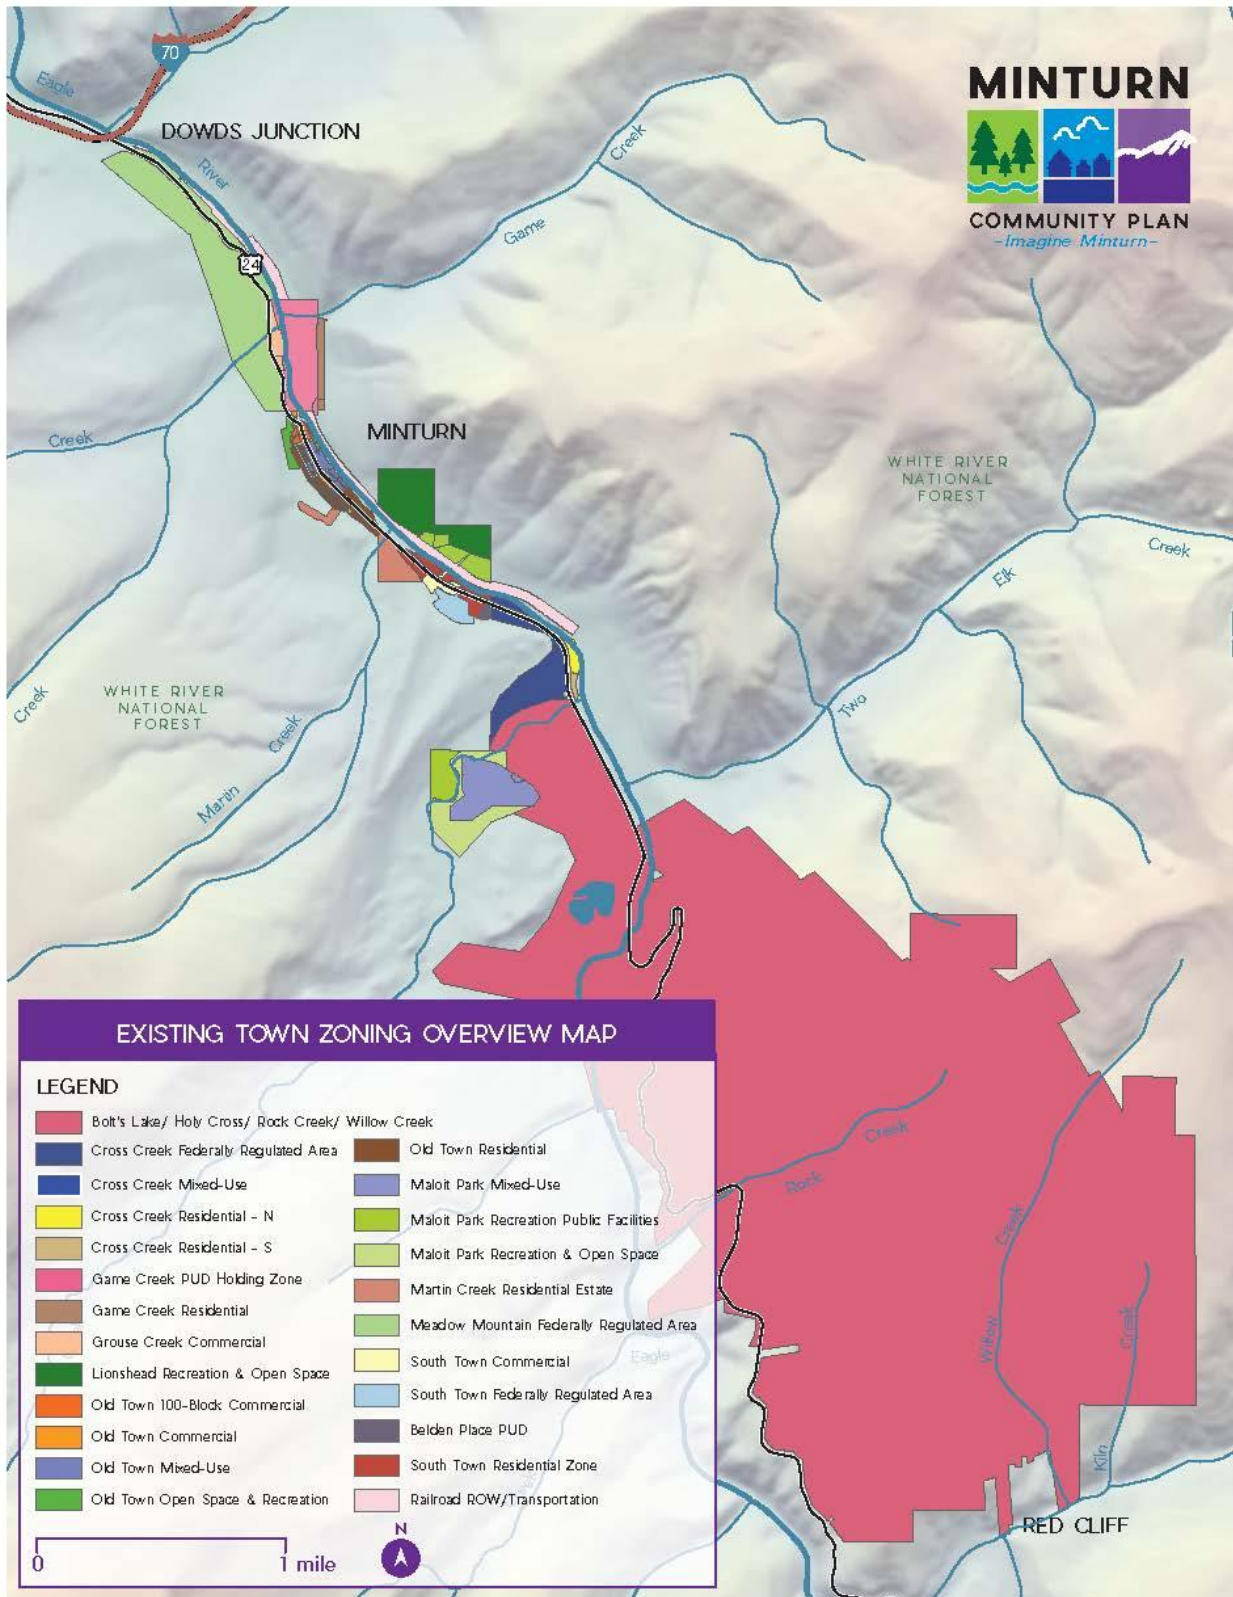 70
Eagle
DOWDS JUNCTION
River
MINTURN
COMMUNITY PLAN
-Imagine Minturn-
Creek
Game
24
MINTURN
Creek
WHITE RIVER
NATIONAL
FOREST
Creek
Elk
Two
WHITE RIVER
NATIONAL
FOREST
Creek
Creek
Martin
EXISTING TOWN ZONING OVERVIEW MAP
LEGEND
Bolt's Lake/ Holy Cross/ Rock Creek/ Willow Creek
Cross Creek Federally Regulated Area
Cross Creek Mixed-Use
Cross Creek Residential - N
Cross Creek Residential - S
Game Creek PUD Holding Zone
Game Creek Residential
Grouse Creek Commercial
Lionshead Recreation & Open Space
Old Town 100-Block Commercial
Old Town Commercial
Old Town Mixed-Use
Old Town Open Space & Recreation
Old Town Residential
Maloit Park Mixed-Use
Maloit Park Recreation Public Facilities
Maloit Park Recreation & Open Space
Martin Creek Residential Estate
Meadow Mountain Federally Regulated Area
South Town Commercial
South Town Federally Regulated Area
Belden Place PUD
South Town Residential Zone
Railroad ROW/Transportation
0
1 mile
N
Eagle
Creek
Rock
Creek
Willow
Creek
Kiln
RED CLIFF